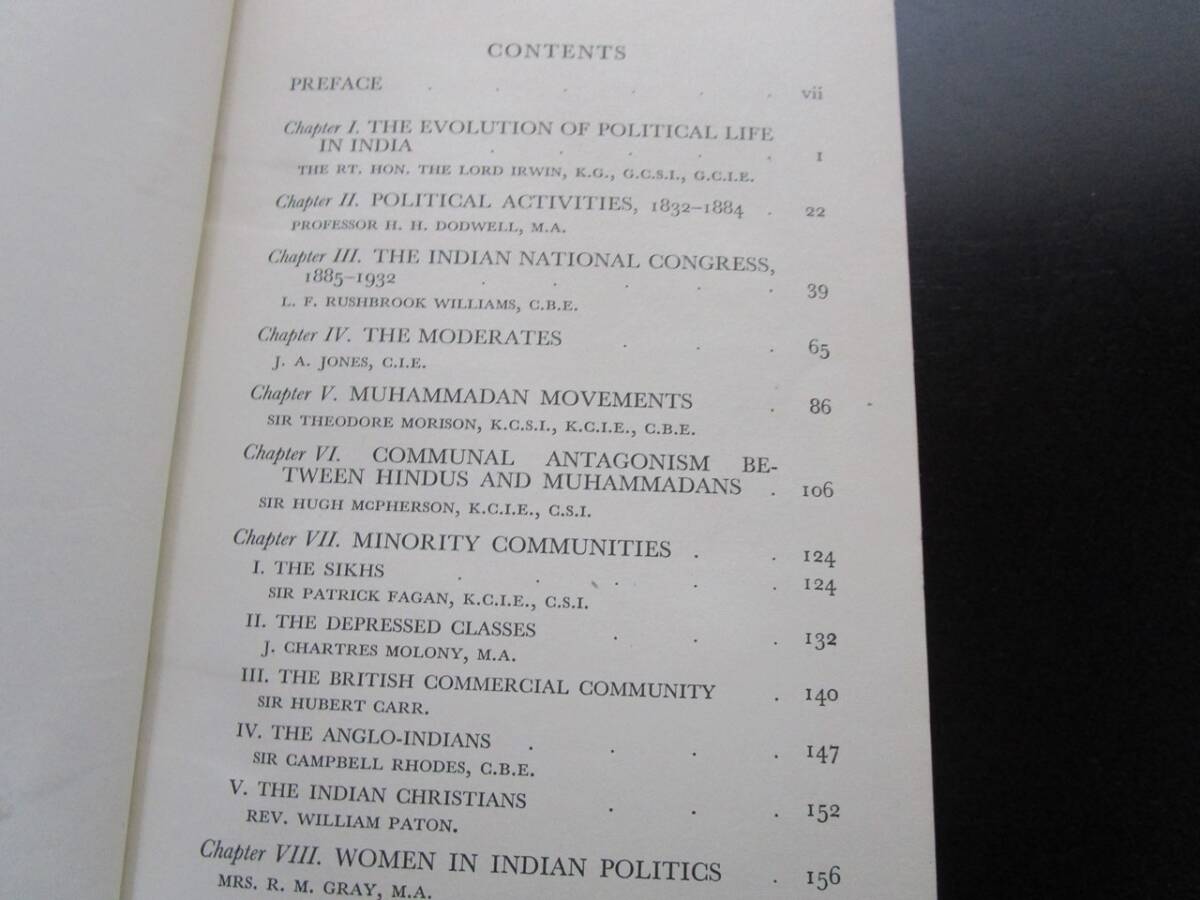 CONTENTS
PREFACE . . . . . . vii
Chapter I. THE EVOLUTION OF POLITICAL LIFE
IN INDIA . . . . . 1
THE RT. HON. THE LORD IRWIN, K.G., G.C.S.I., G.C.I.E.
Chapter II. POLITICAL ACTIVITIES, 1832–1884 . 22
PROFESSOR H. H. DODWELL, M.A.
Chapter III. THE INDIAN NATIONAL CONGRESS,
1885–1932 . . . . . 39
L. F. RUSHBROOK WILLIAMS, C.B.E.
Chapter IV. THE MODERATES . . . 65
J. A. JONES, C.I.E.
Chapter V. MUHAMMADAN MOVEMENTS . 86
SIR THEODORE MORISON, K.C.S.I., K.C.I.E., C.B.E.
Chapter VI. COMMUNAL ANTAGONISM BE-
TWEEN HINDUS AND MUHAMMADANS . 106
SIR HUGH McPHERSON, K.C.I.E., C.S.I.
Chapter VII. MINORITY COMMUNITIES . . 124
I. THE SIKHS . . . . . 124
SIR PATRICK FAGAN, K.C.I.E., C.S.I.
II. THE DEPRESSED CLASSES . . . 132
J. CHARTRES MOLONY, M.A.
III. THE BRITISH COMMERCIAL COMMUNITY . 140
SIR HUBERT CARR.
IV. THE ANGLO-INDIANS . . . . 147
SIR CAMPBELL RHODES, C.B.E.
V. THE INDIAN CHRISTIANS . . . 152
REV. WILLIAM PATON.
Chapter VIII. WOMEN IN INDIAN POLITICS . 156
MRS. R. M. GRAY, M.A.